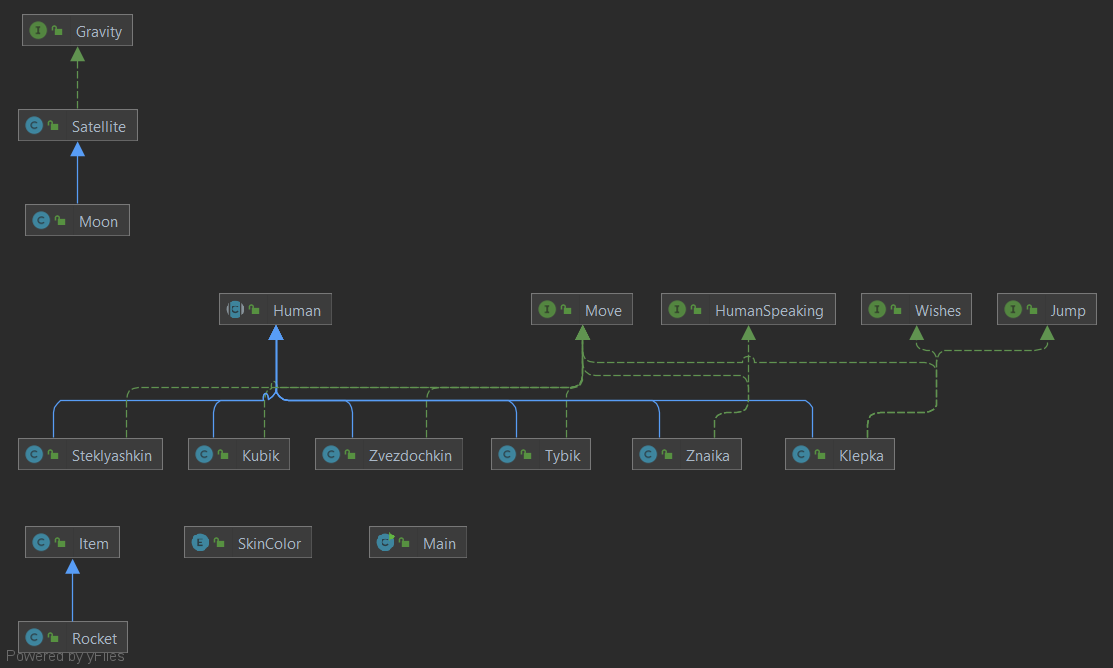 Gravity
Satellite
Moon
Human
Move
HumanSpeaking
Wishes
Jump
Steklyashkin
Kubik
Zvezdochkin
Tybik
Znaika
Klepka
Item
SkinColor
Main
Rocket
Powered by yFiles